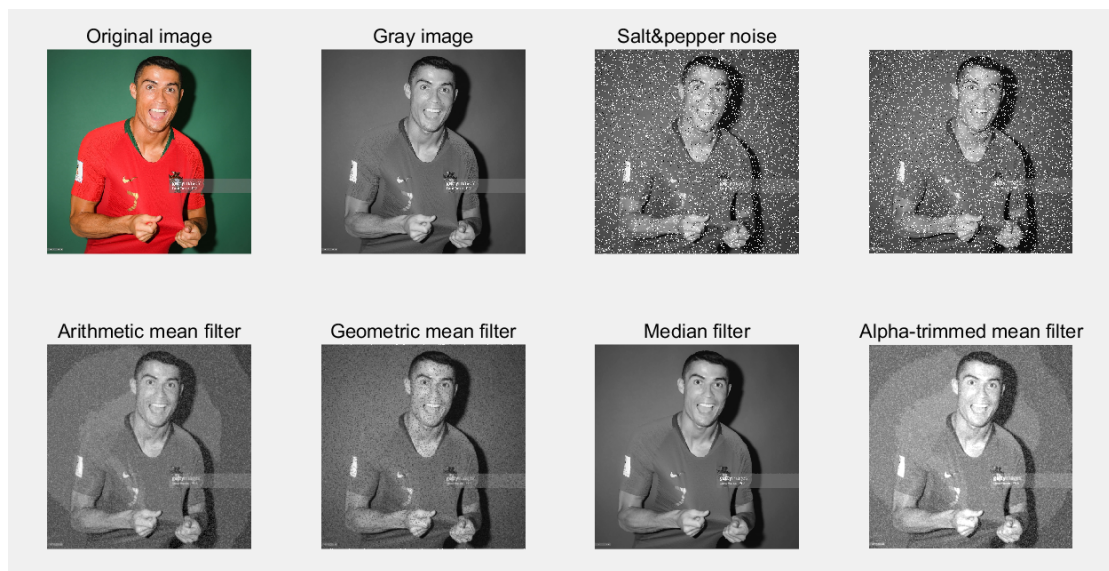 Original image
Gray image
Salt&pepper noise
Arithmetic mean filter
Geometric mean filter
Median filter
Alpha-trimmed mean filter